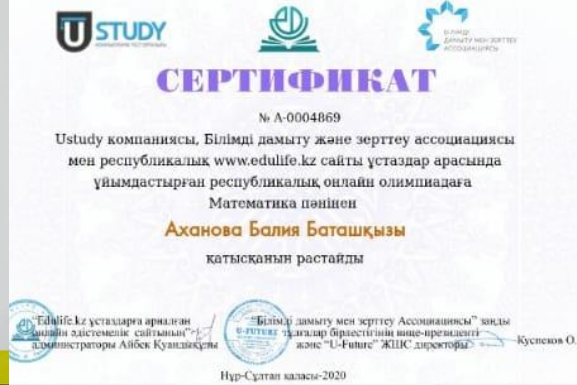 USTUDY
БІЛІМДІ
ДАМЫТУ МЕН ЗЕРТТЕУ
АССОЦИАЦИЯСЫ
СЕРТИФИКАТ
№ А-0004869
Ustudy компаниясы, Білімді дамыту және зерттеу ассоциациясы
мен республикалық www.edulife.kz сайты ұстаздар арасында
ұйымдастырған республикалық онлайн олимпиадаға
Математика пәнінен
Аханова Балия Баташқызы
қатысқанын растайды
"Edulife.kz ұстаздарға арналған
онлайн әдістемелік сайтының"
администраторы Айбек Қуандықұлы
"Білімді дамыту мен зерттеу Ассоциациясы" заңды
тұлғалар бірлестігінің вице-президенті
және "U-Future" ЖШС директоры
Куспеков О.
U-FUTURE
Нұр-Сұлтан қаласы-2020